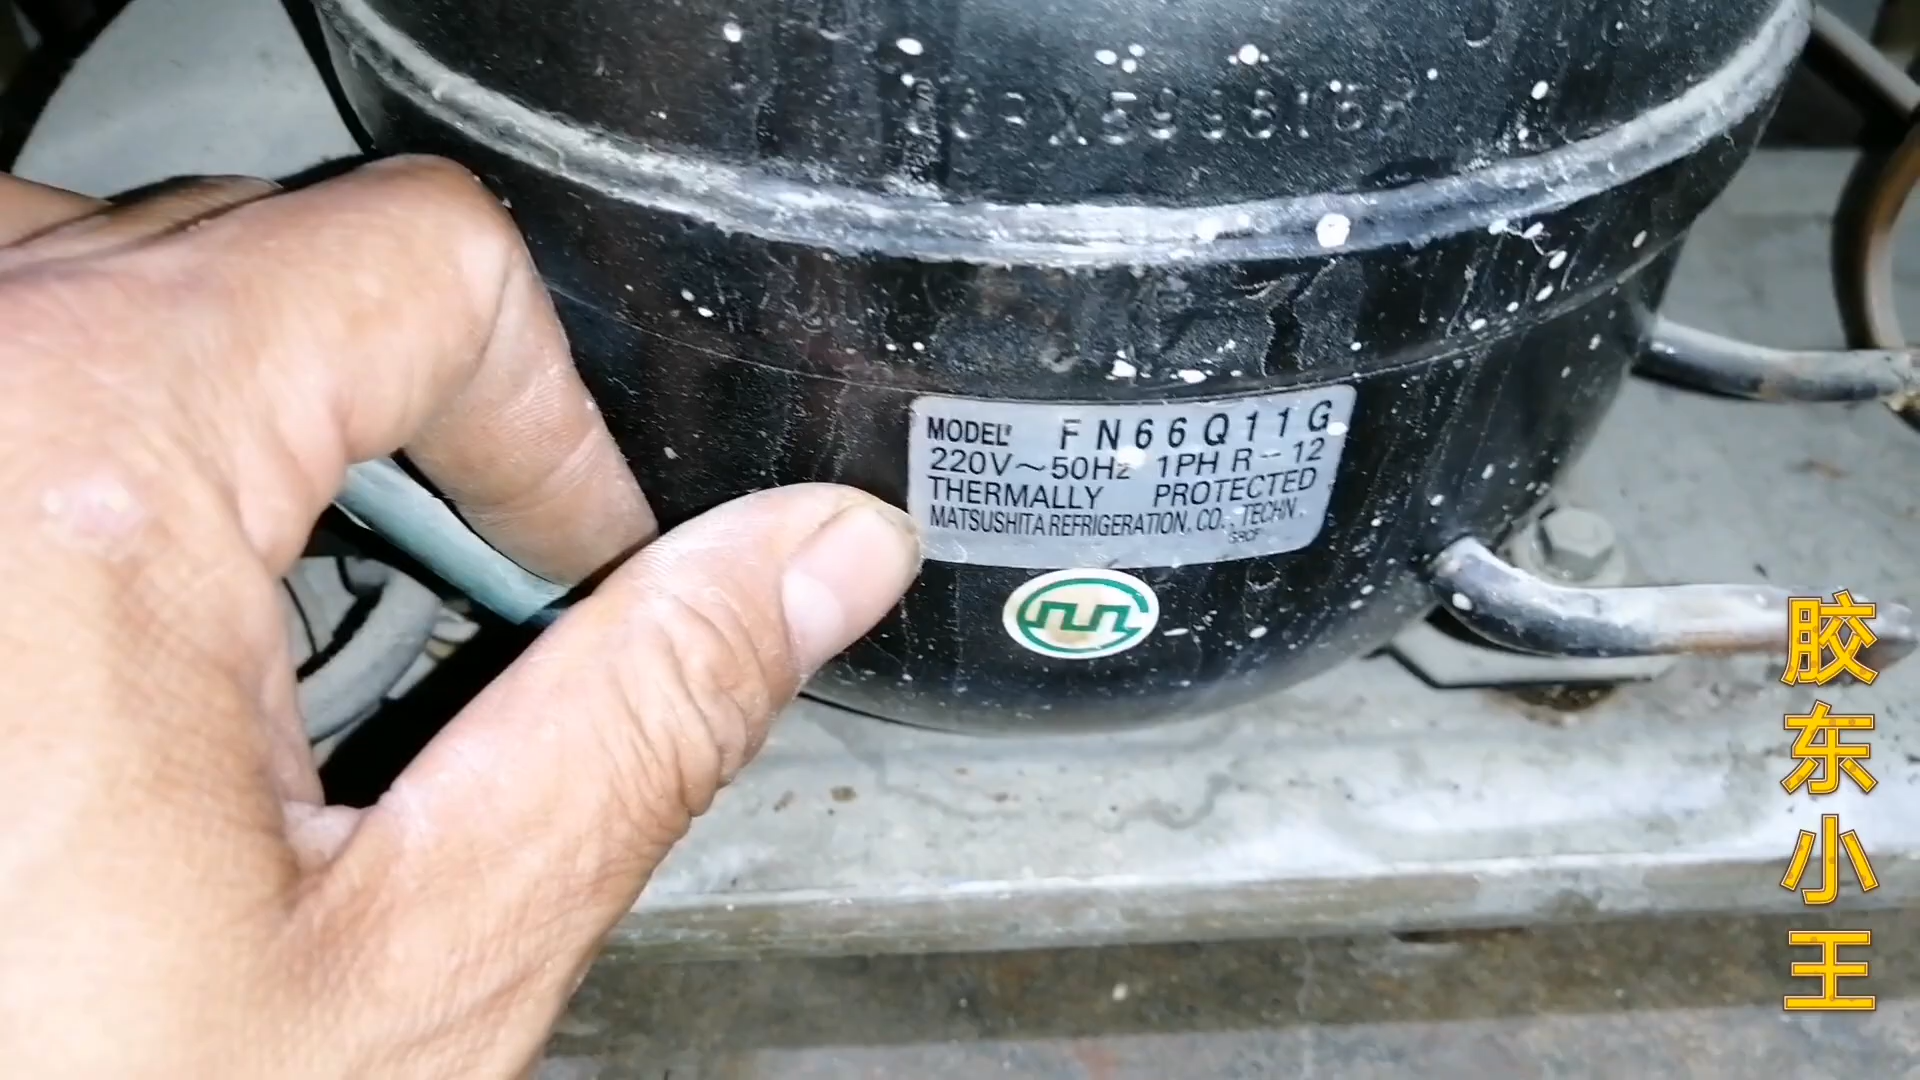 MODEL FN66Q11G
220V～50Hz 1PH R-12
THERMALLY PROTECTED
MATSUSHITA REFRIGERATION. CO., TECHN.
胶东小王